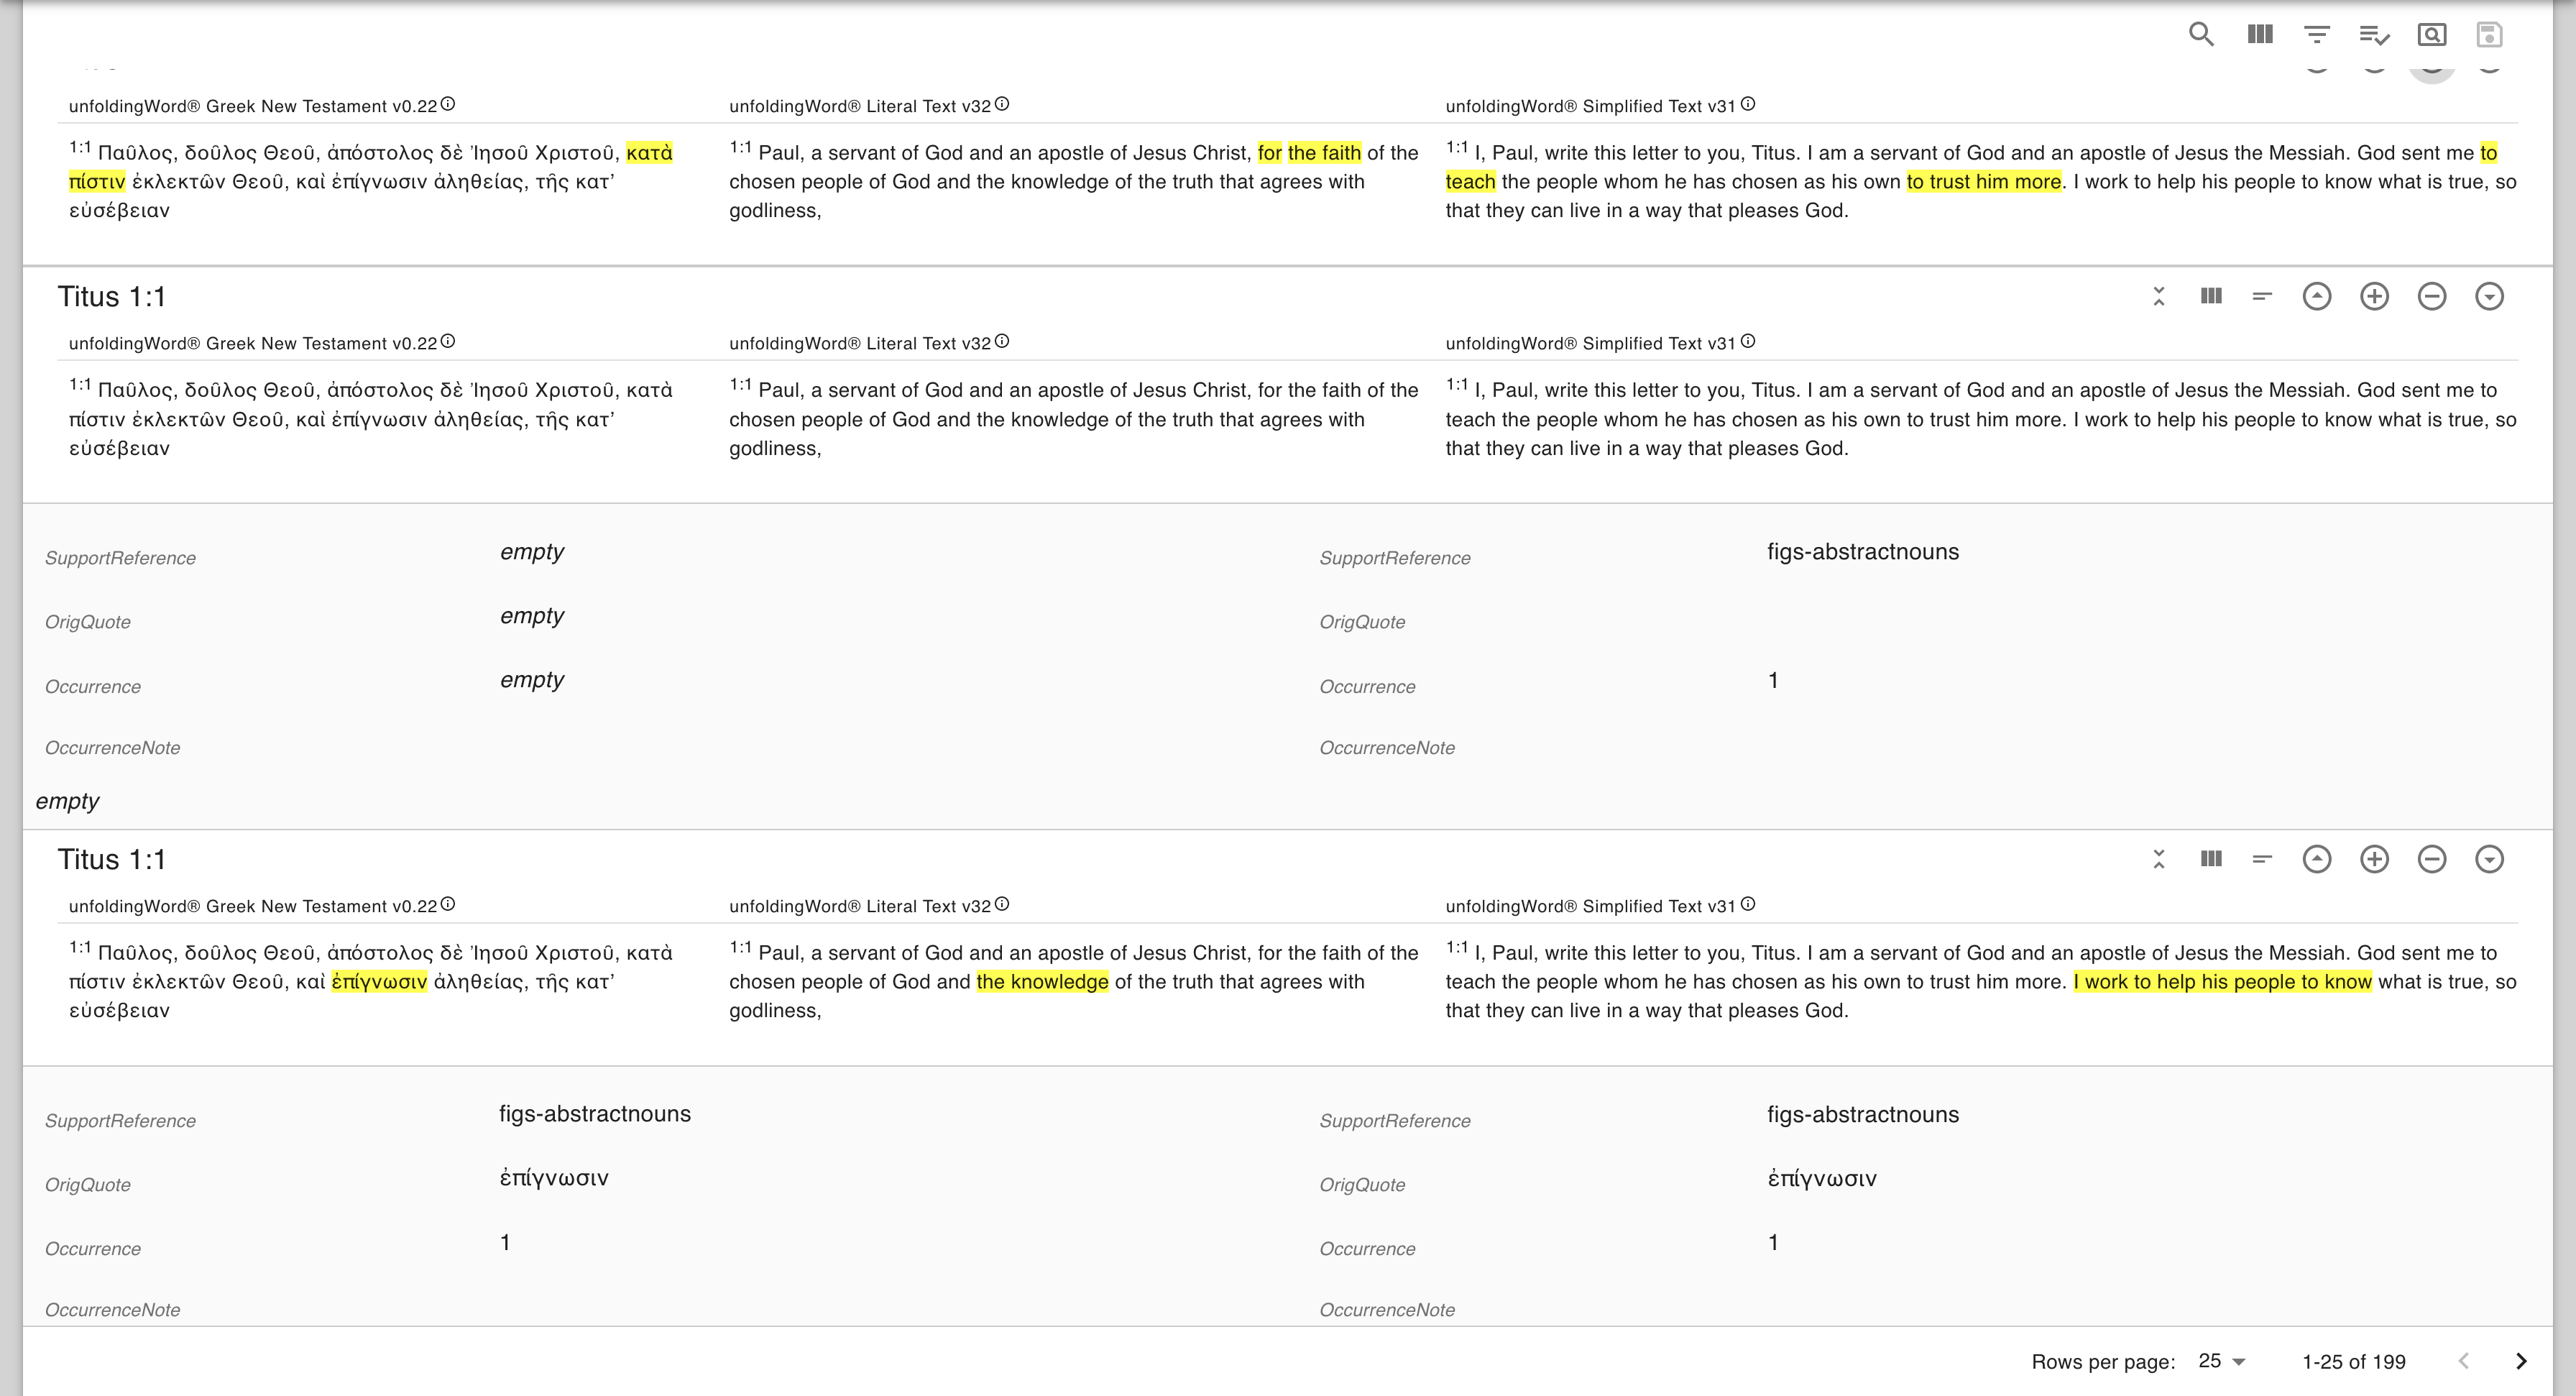 unfoldingWord® Greek New Testament v0.22 unfoldingWord® Literal Text v32 unfoldingWord® Simplified Text v31
1:1 Παῦλος, δοῦλος Θεοῦ, ἀπόστολος δὲ Ἰησοῦ Χριστοῦ, κατὰ
πίστιν ἐκλεκτῶν Θεοῦ, καὶ ἐπίγνωσιν ἀληθείας, τῆς κατ’
εὐσέβειαν
1:1 Paul, a servant of God and an apostle of Jesus Christ, for the faith of the
chosen people of God and the knowledge of the truth that agrees with
godliness,
1:1 I, Paul, write this letter to you, Titus. I am a servant of God and an apostle of Jesus the Messiah. God sent me to
teach the people whom he has chosen as his own to trust him more. I work to help his people to know what is true, so
that they can live in a way that pleases God.
Titus 1:1
unfoldingWord® Greek New Testament v0.22 unfoldingWord® Literal Text v32 unfoldingWord® Simplified Text v31
1:1 Παῦλος, δοῦλος Θεοῦ, ἀπόστολος δὲ Ἰησοῦ Χριστοῦ, κατὰ
πίστιν ἐκλεκτῶν Θεοῦ, καὶ ἐπίγνωσιν ἀληθείας, τῆς κατ’
εὐσέβειαν
1:1 Paul, a servant of God and an apostle of Jesus Christ, for the faith of the
chosen people of God and the knowledge of the truth that agrees with
godliness,
1:1 I, Paul, write this letter to you, Titus. I am a servant of God and an apostle of Jesus the Messiah. God sent me to
teach the people whom he has chosen as his own to trust him more. I work to help his people to know what is true, so
that they can live in a way that pleases God.
SupportReference empty SupportReference figs-abstractnouns
OrigQuote empty OrigQuote
Occurrence empty Occurrence 1
OccurrenceNote OccurrenceNote
empty
Titus 1:1
unfoldingWord® Greek New Testament v0.22 unfoldingWord® Literal Text v32 unfoldingWord® Simplified Text v31
1:1 Παῦλος, δοῦλος Θεοῦ, ἀπόστολος δὲ Ἰησοῦ Χριστοῦ, κατὰ
πίστιν ἐκλεκτῶν Θεοῦ, καὶ ἐπίγνωσιν ἀληθείας, τῆς κατ’
εὐσέβειαν
1:1 Paul, a servant of God and an apostle of Jesus Christ, for the faith of the
chosen people of God and the knowledge of the truth that agrees with
godliness,
1:1 I, Paul, write this letter to you, Titus. I am a servant of God and an apostle of Jesus the Messiah. God sent me to
teach the people whom he has chosen as his own to trust him more. I work to help his people to know what is true, so
that they can live in a way that pleases God.
SupportReference figs-abstractnouns SupportReference figs-abstractnouns
OrigQuote ἐπίγνωσιν OrigQuote ἐπίγνωσιν
Occurrence 1 Occurrence 1
OccurrenceNote OccurrenceNote
Rows per page: 25 1-25 of 199